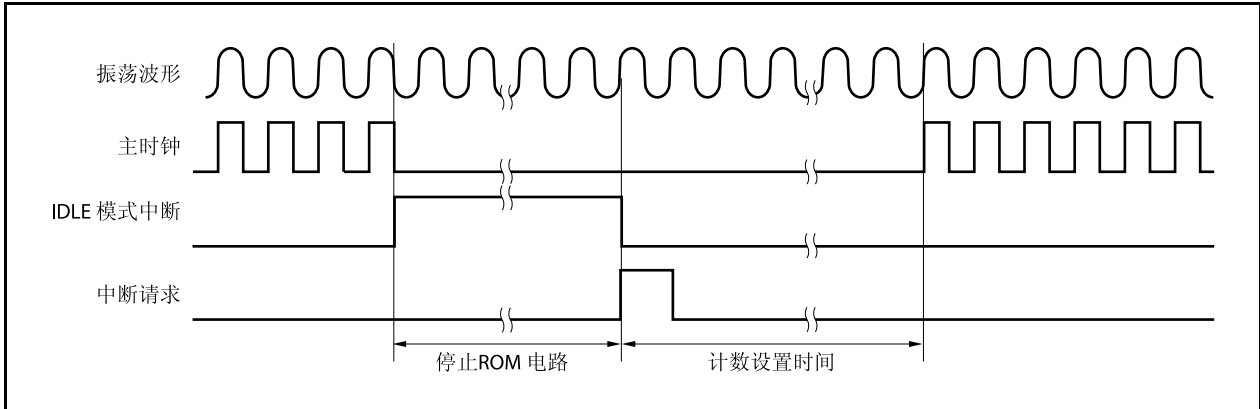 振荡波形
主时钟
IDLE 模式中断
中断请求
停止ROM 电路
计数设置时间